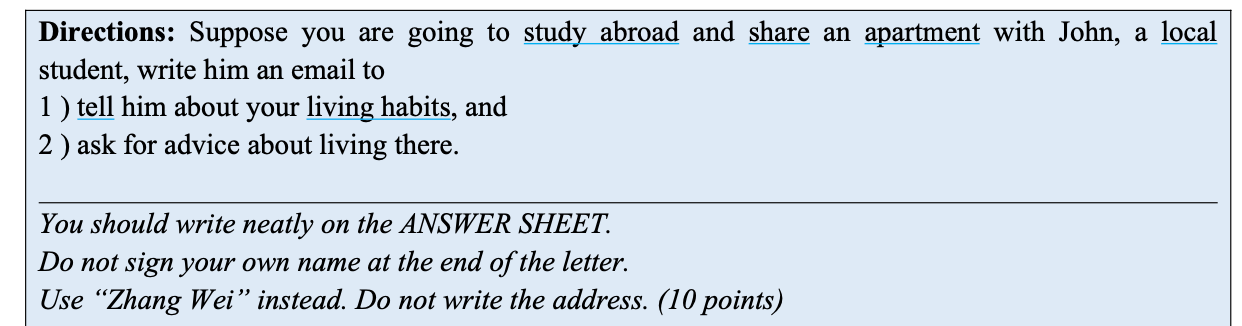 Directions: Suppose you are going to study abroad and share an apartment with John, a local
student, write him an email to
1 ) tell him about your living habits, and
2 ) ask for advice about living there.
You should write neatly on the ANSWER SHEET.
Do not sign your own name at the end of the letter.
Use “Zhang Wei” instead. Do not write the address. (10 points)